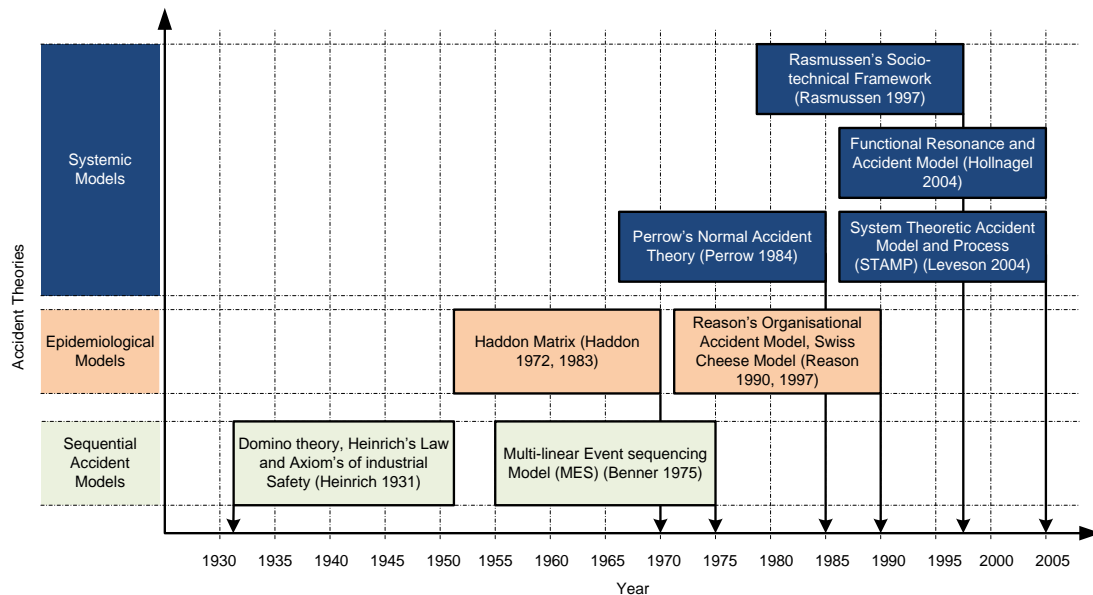 Accident Theories
Systemic
Models
Rasmussen's Socio-
technical Framework
(Rasmussen 1997)
Functional Resonance and
Accident Model (Hollnagel
2004)
Perrow's Normal Accident
Theory (Perrow 1984)
System Theoretic Accident
Model and Process
(STAMP) (Leveson 2004)
Epidemiological
Models
Haddon Matrix (Haddon
1972, 1983)
Reason's Organisational
Accident Model, Swiss
Cheese Model (Reason
1990, 1997)
Sequential
Accident
Models
Domino theory, Heinrich's Law
and Axiom's of industrial
Safety (Heinrich 1931)
Multi-linear Event sequencing
Model (MES) (Benner 1975)
1930 1935 1940 1945 1950 1955 1960 1965 1970 1975 1980 1985 1990 1995 2000 2005
Year